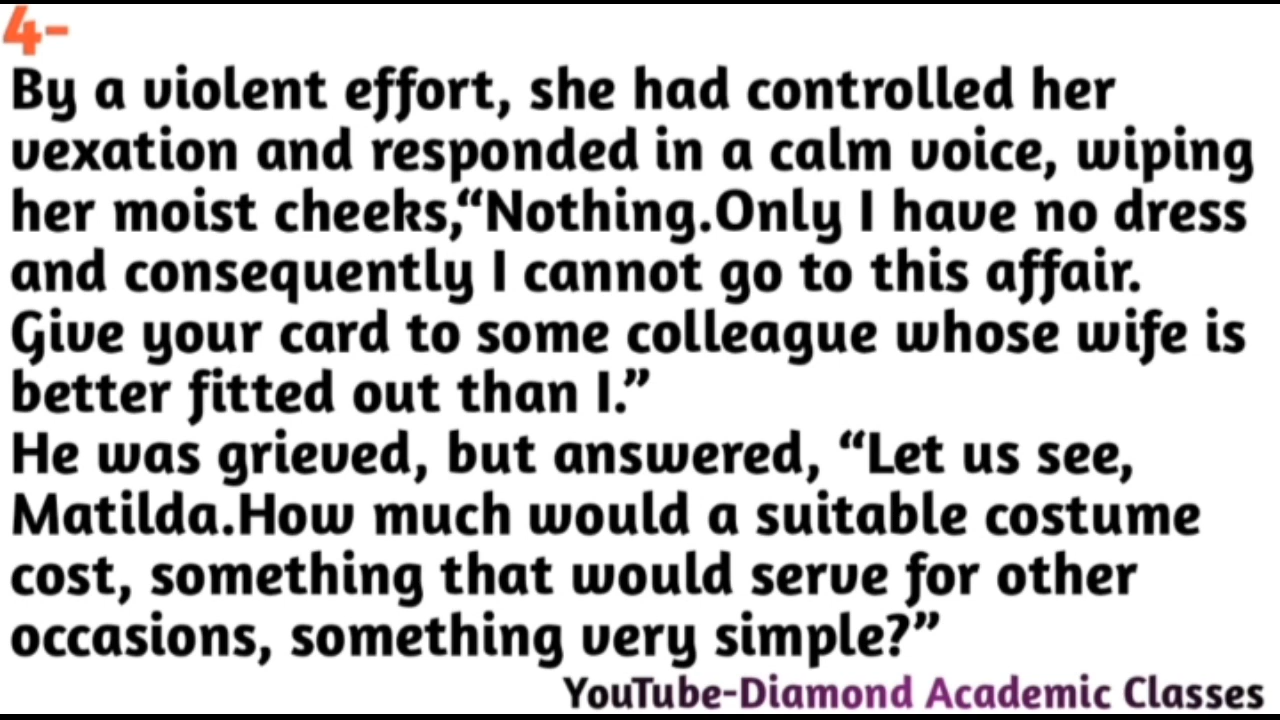 4-
By a violent effort, she had controlled her
vexation and responded in a calm voice, wiping
her moist cheeks,“Nothing.Only I have no dress
and consequently I cannot go to this affair.
Give your card to some colleague whose wife is
better fitted out than I.”
He was grieved, but answered, “Let us see,
Matilda.How much would a suitable costume
cost, something that would serve for other
occasions, something very simple?”
YouTube-Diamond Academic Classes